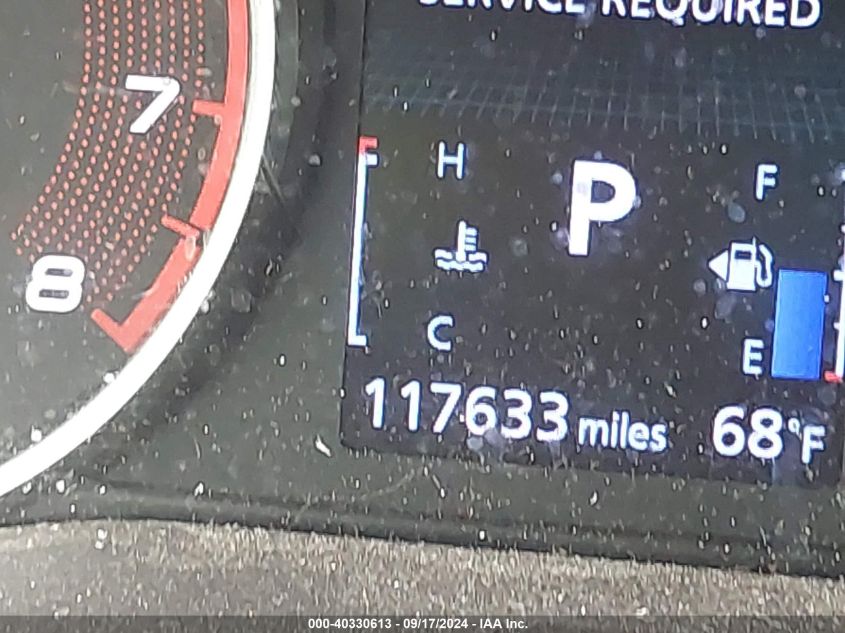 SERVICE REQUIRED
7
H
P
F
8
C
E
117633 miles 68°F
000-40330613 - 09/17/2024 - IAA Inc.